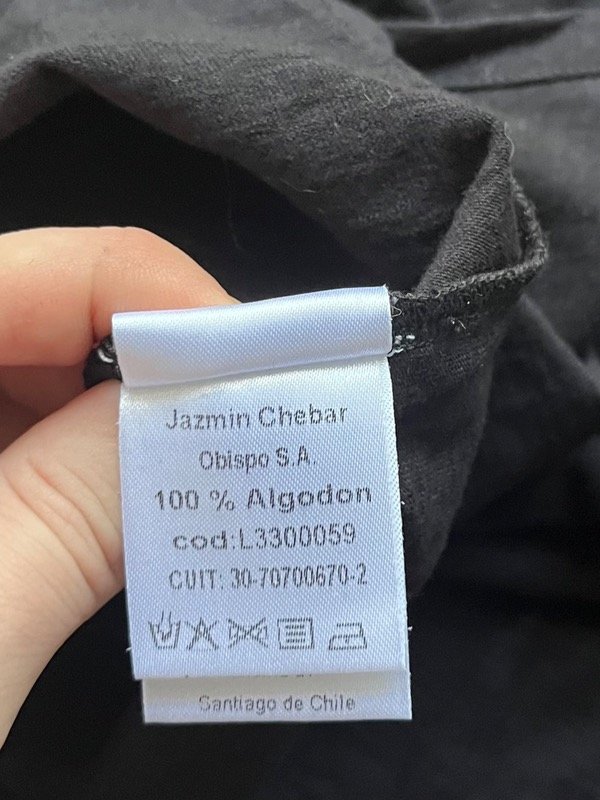 Jazmin Chebar
Obispo S.A.
100 % Algodon
cod:L3300059
CUIT: 30-70700670-2
Santiago de Chile